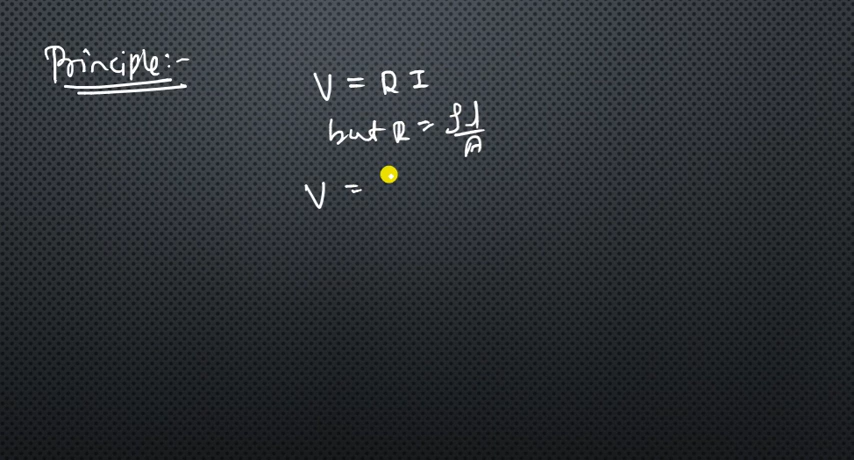 Principle:-
V = R I
but R = ρl/A
V =